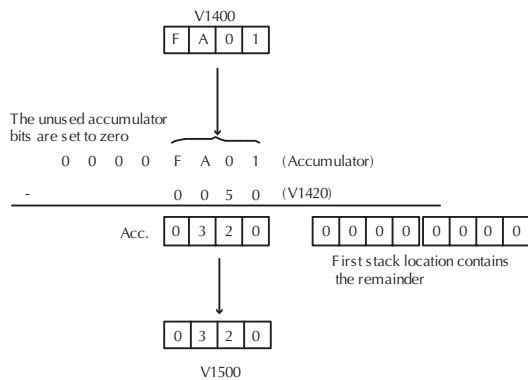 V1400
F A 0 1
The unused accumulator
bits are set to zero
0 0 0 0 F A 0 1 (Accumulator)
- 0 0 5 0 (V1420)
Acc. 0 3 2 0 0 0 0 0 0 0 0 0
First stack location contains
the remainder
0 3 2 0
V1500